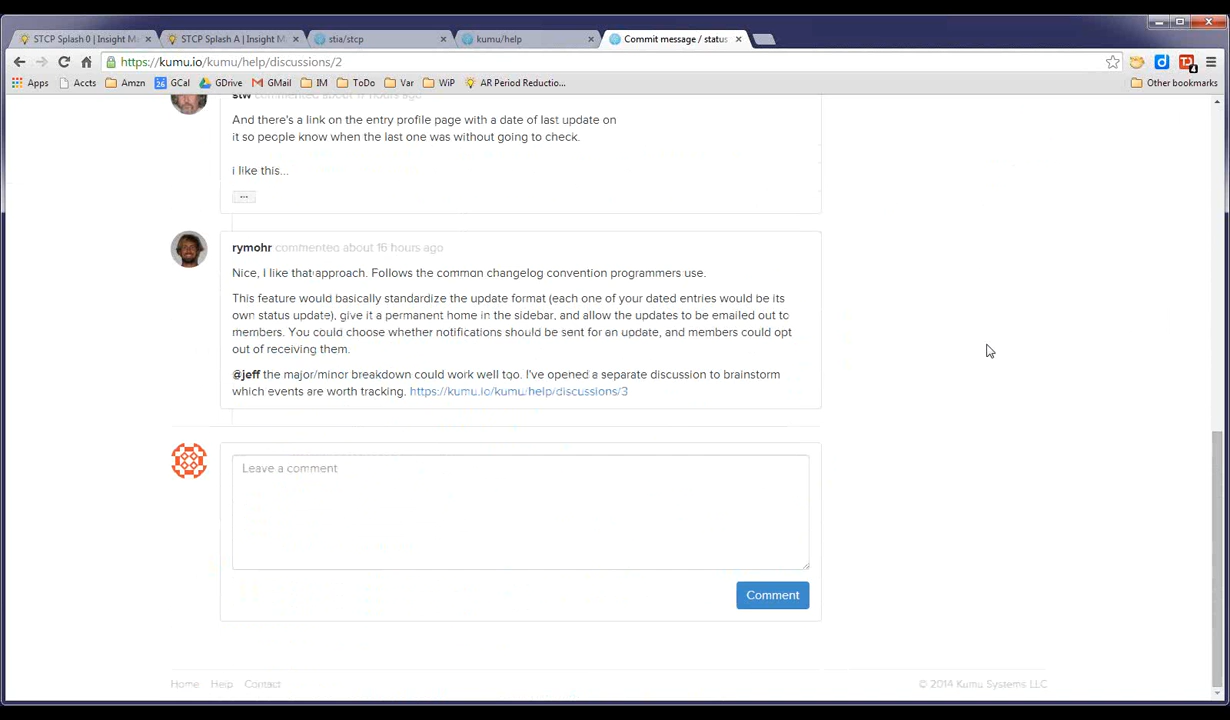 STCP Splash 0 | Insight M
STCP Splash A | Insight M
stia/stcp
kumu/help
Commit message / status
https://kumu.io/kumu/help/discussions/2
Apps
Accts
Amzn
26
GCal
GDrive
GMail
IM
ToDo
Var
WiP
AR Period Reductio...
Other bookmarks
stw commented about 17 hours ago
And there's a link on the entry profile page with a date of last update on
it so people know when the last one was without going to check.
i like this...
...
rymohr commented about 16 hours ago
Nice, I like that approach. Follows the common changelog convention programmers use.
This feature would basically standardize the update format (each one of your dated entries would be its
own status update), give it a permanent home in the sidebar, and allow the updates to be emailed out to
members. You could choose whether notifications should be sent for an update, and members could opt
out of receiving them.
@jeff the major/minor breakdown could work well too. I've opened a separate discussion to brainstorm
which events are worth tracking. https://kumu.io/kumu/help/discussions/3
Leave a comment
Comment
Home
Help
Contact
© 2014 Kumu Systems LLC